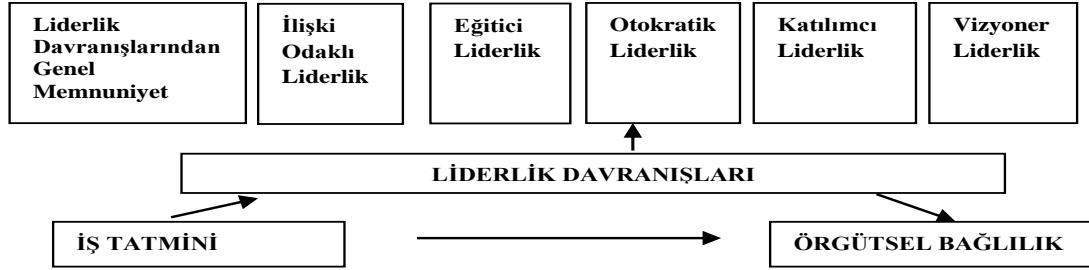 Liderlik
Davranışlarından
Genel
Memnuniyet
İlişki
Odaklı
Liderlik
Eğitici
Liderlik
Otokratik
Liderlik
Katılımcı
Liderlik
Vizyoner
Liderlik
LİDERLİK DAVRANIŞLARI
İŞ TATMİNİ
ÖRGÜTSEL BAĞLILIK